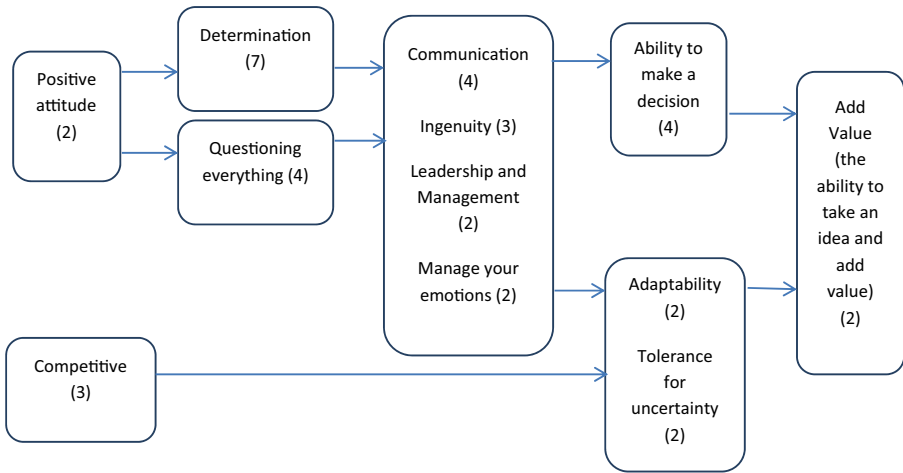 Positive
attitude
(2)
Determination
(7)
Questioning
everything (4)
Communication
(4)
Ingenuity (3)
Leadership and
Management
(2)
Manage your
emotions (2)
Ability to
make a
decision
(4)
Add
Value
(the
ability to
take an
idea and
add
value)
(2)
Adaptability
(2)
Tolerance
for
uncertainty
(2)
Competitive
(3)